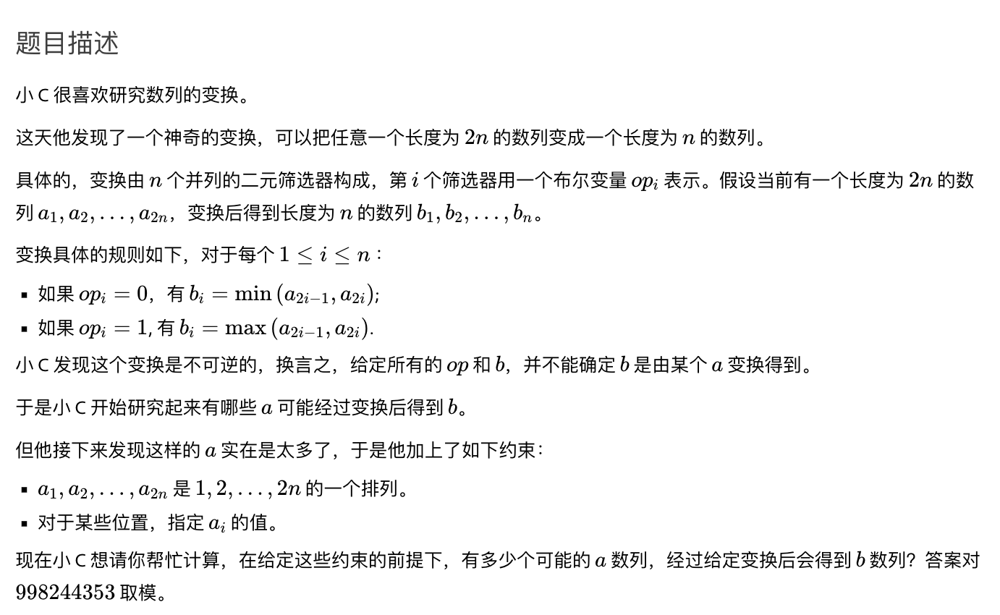 题目描述
小 C 很喜欢研究数列的变换。
这天他发现了一个神奇的变换，可以把任意一个长度为 2n 的数列变成一个长度为 n 的数列。
具体的，变换由 n 个并列的二元筛选器构成，第 i 个筛选器用一个布尔变量 op_i 表示。假设当前有一个长度为 2n 的数
列 a_1, a_2, ..., a_{2n}，变换后得到长度为 n 的数列 b_1, b_2, ..., b_n。
变换具体的规则如下，对于每个 1 ≤ i ≤ n：
▪ 如果 op_i = 0，有 b_i = min (a_{2i−1}, a_{2i});
▪ 如果 op_i = 1, 有 b_i = max (a_{2i−1}, a_{2i}).
小 C 发现这个变换是不可逆的，换言之，给定所有的 op 和 b，并不能确定 b 是由某个 a 变换得到。
于是小 C 开始研究起来有哪些 a 可能经过变换后得到 b。
但他接下来发现这样的 a 实在是太多了，于是他加上了如下约束：
▪ a_1, a_2, ..., a_{2n} 是 1, 2, ..., 2n 的一个排列。
▪ 对于某些位置，指定 a_i 的值。
现在小 C 想请你帮忙计算，在给定这些约束的前提下，有多少个可能的 a 数列，经过给定变换后会得到 b 数列？答案对
998244353 取模。